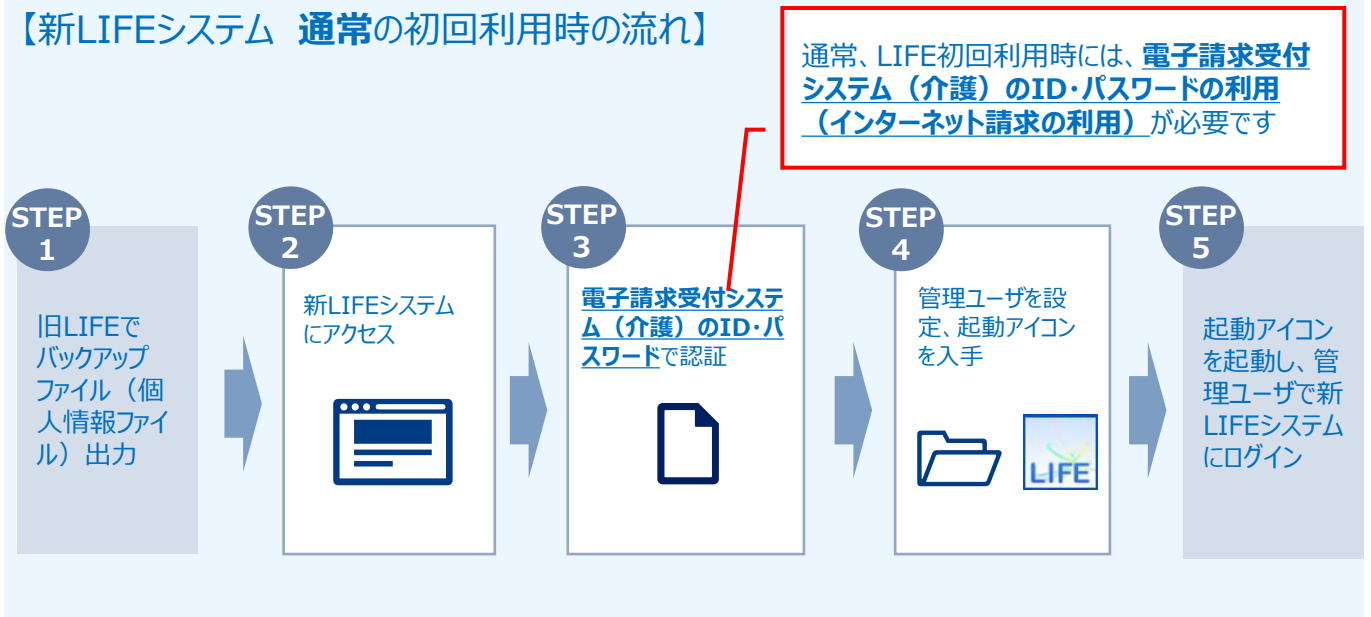 【新LIFEシステム 通常の初回利用時の流れ】
通常、LIFE初回利用時には、電子請求受付
システム（介護）のID・パスワードの利用
（インターネット請求の利用）が必要です
STEP
1
旧LIFEで
バックアップ
ファイル（個
人情報ファイ
ル）出力
STEP
2
新LIFEシステム
にアクセス
STEP
3
電子請求受付システ
ム（介護）のID・パ
スワードで認証
STEP
4
管理ユーザを設
定、起動アイコン
を入手
LIFE
STEP
5
起動アイコン
を起動し、管
理ユーザで新
LIFEシステム
にログイン